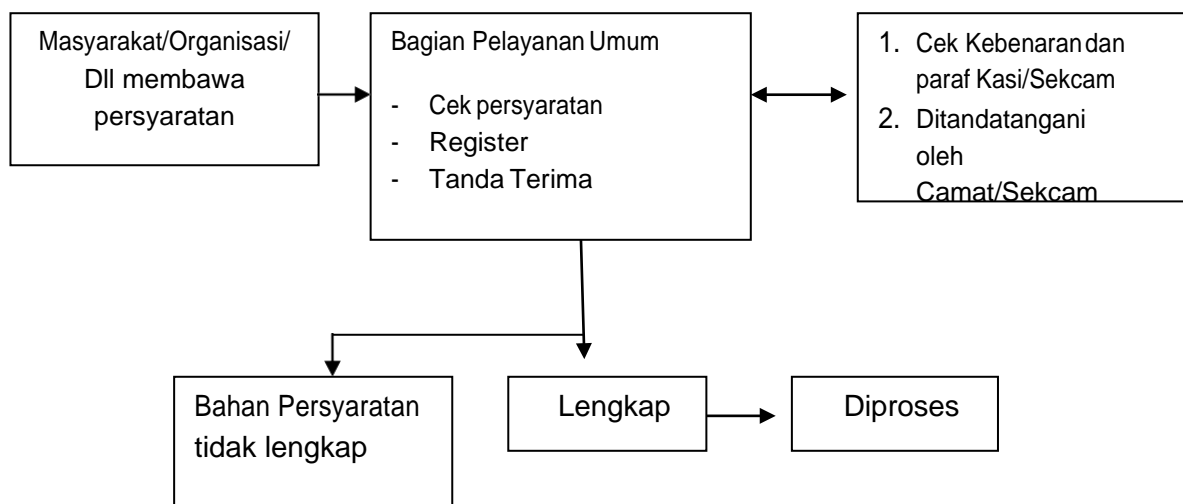 Masyarakat/Organisasi/
Dll membawa
persyaratan
Bagian Pelayanan Umum
- Cek persyaratan
- Register
- Tanda Terima
1. Cek Kebenaran dan
paraf Kasi/Sekcam
2. Ditandatangani
oleh
Camat/Sekcam
Bahan Persyaratan
tidak lengkap
Lengkap
Diproses